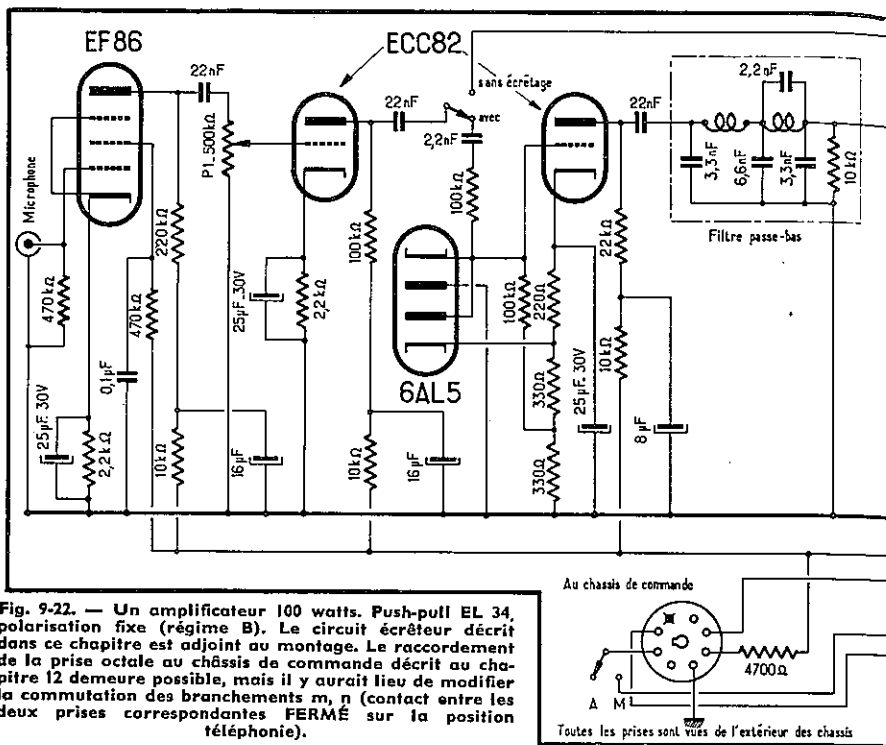 EF86
ECC82
22nF
sans écrêtage
22nF
avec
2,2nF
22nF
2,2nF
P1_500kΩ
Microphone
3,3nF
6,6nF
3,3nF
10kΩ
Filtre passe-bas
220kΩ
100kΩ
100kΩ
22kΩ
470kΩ
470kΩ
25µF_30V
2,2kΩ
100kΩ
220Ω
0,1µF
6AL5
330Ω
25µF.30V
10kΩ
8µF
25µF.30V
2,2kΩ
10kΩ
16µF
10kΩ
16µF
330Ω
Au chassis de commande
4700Ω
A M
Toutes les prises sont vues de l'extérieur des chassis
Fig. 9-22. — Un amplificateur 100 watts. Push-pull EL 34,
polarisation fixe (régime B). Le circuit écrêteur décrit
dans ce chapitre est adjoint au montage. Le raccordement
de la prise octale au châssis de commande décrit au cha-
pitre 12 demeure possible, mais il y aurait lieu de modifier
la commutation des branchements m, n (contact entre les
deux prises correspondantes FERMÉ sur la position
téléphonie).